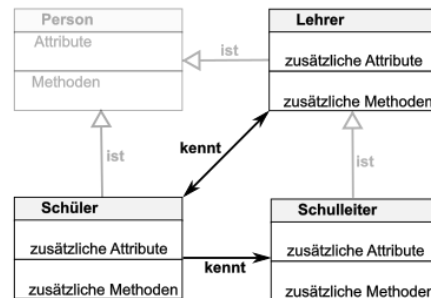 Person
Attribute
Methoden
ist
Lehrer
zusätzliche Attribute
zusätzliche Methoden
ist
kennt
ist
Schüler
zusätzliche Attribute
zusätzliche Methoden
kennt
Schulleiter
zusätzliche Attribute
zusätzliche Methoden